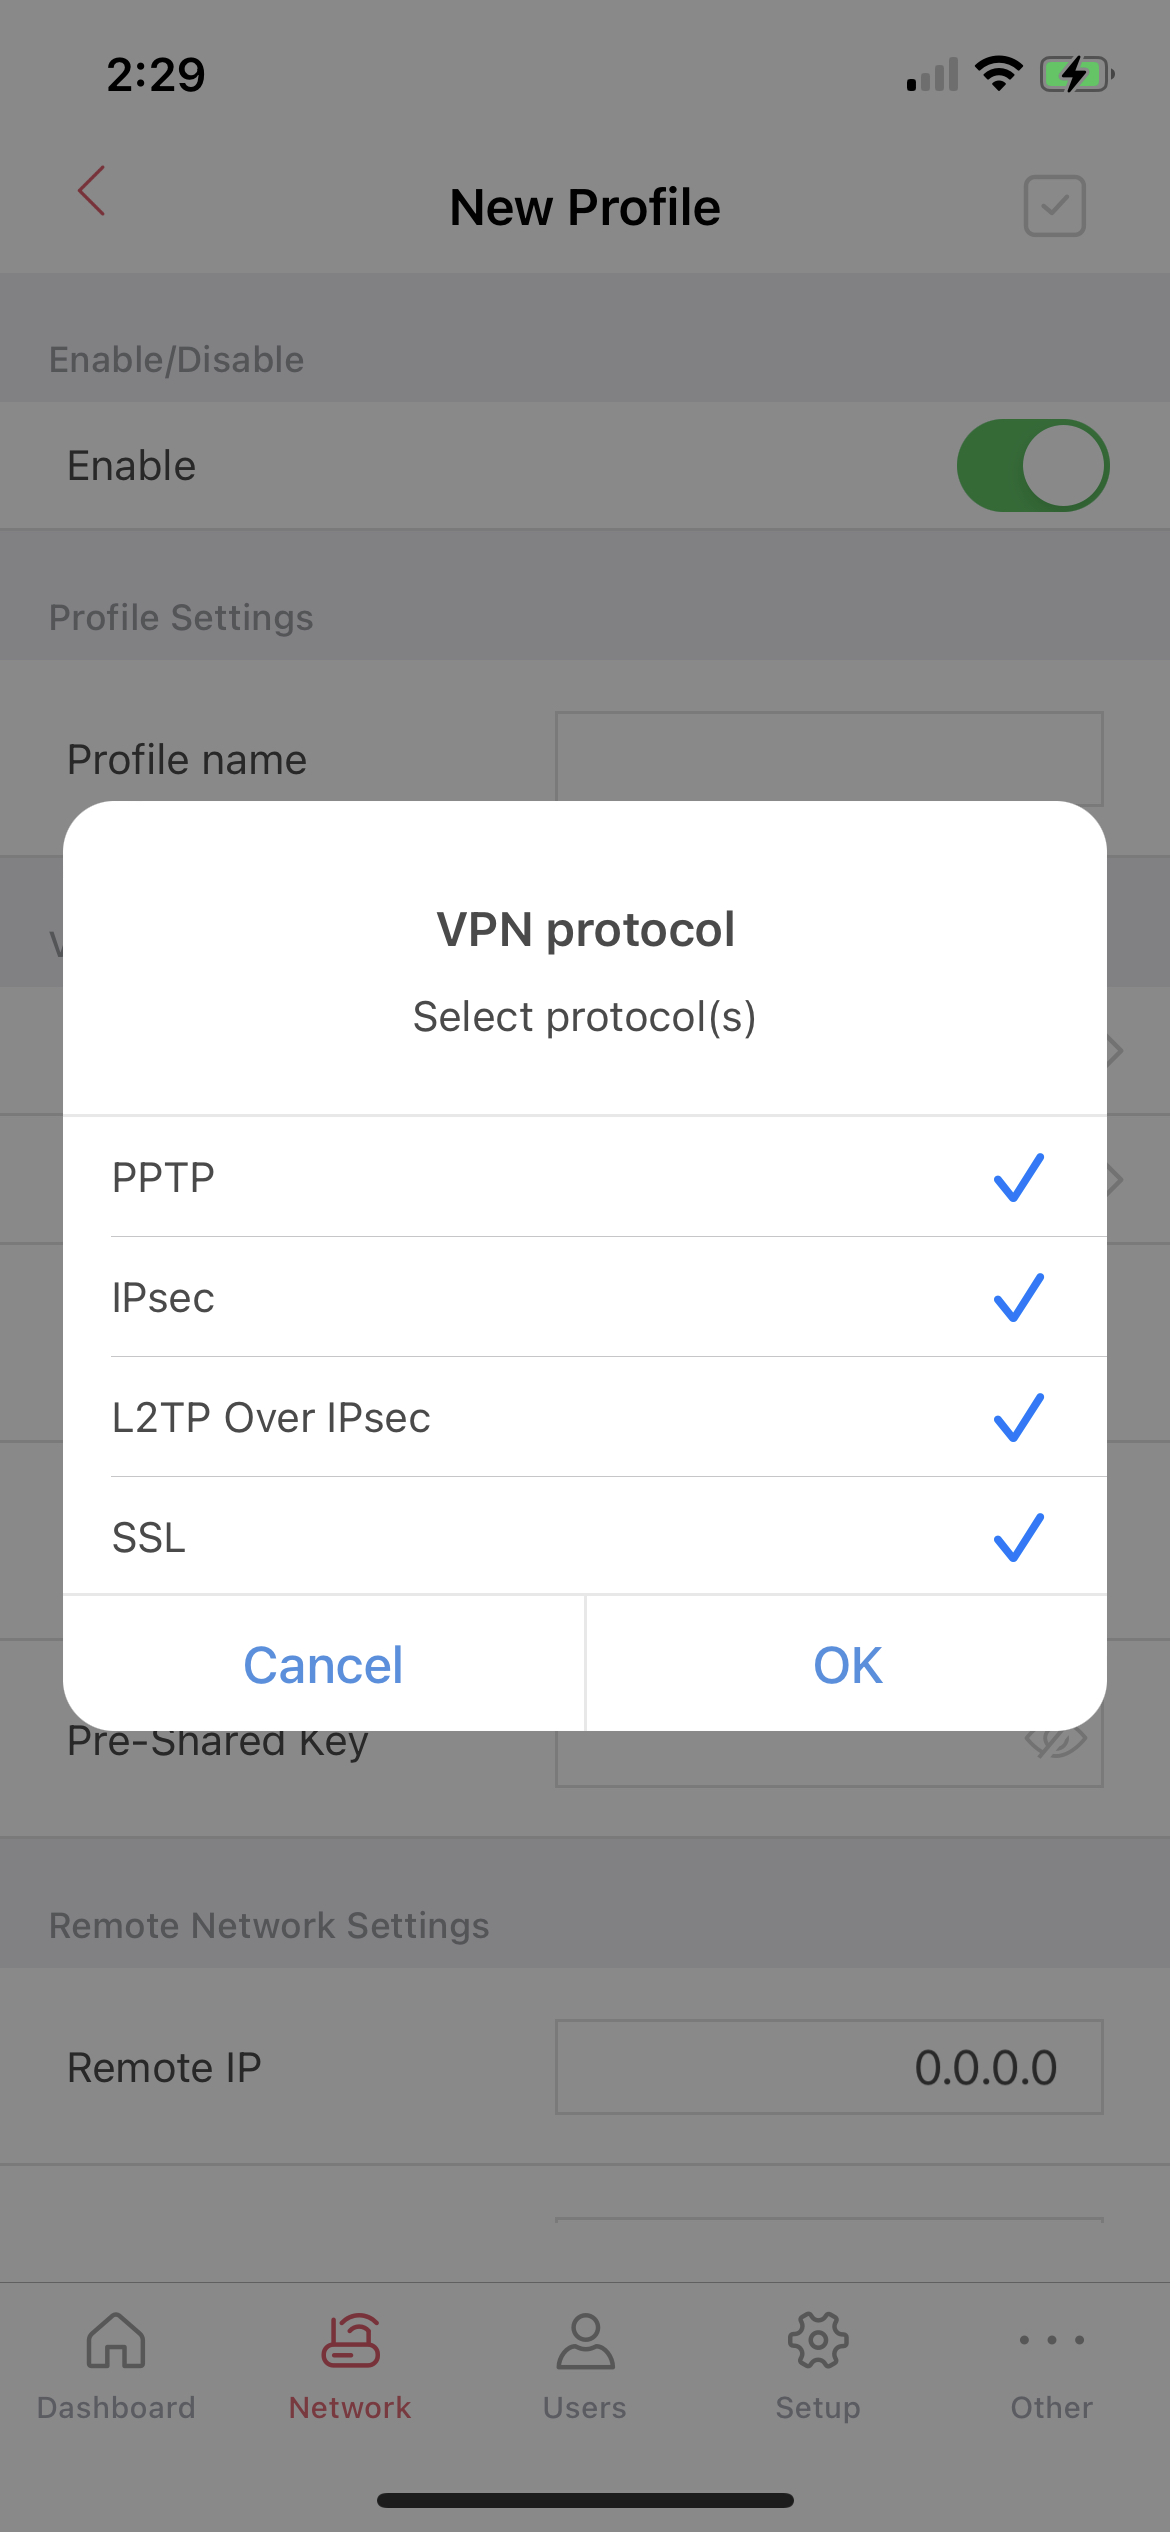 2:29
New Profile
Enable/Disable
Enable
Profile Settings
Profile name
VPN protocol
Select protocol(s)
PPTP
IPsec
L2TP Over IPsec
SSL
Cancel
OK
Pre-Shared Key
Remote Network Settings
Remote IP
0.0.0.0
Dashboard
Network
Users
Setup
Other